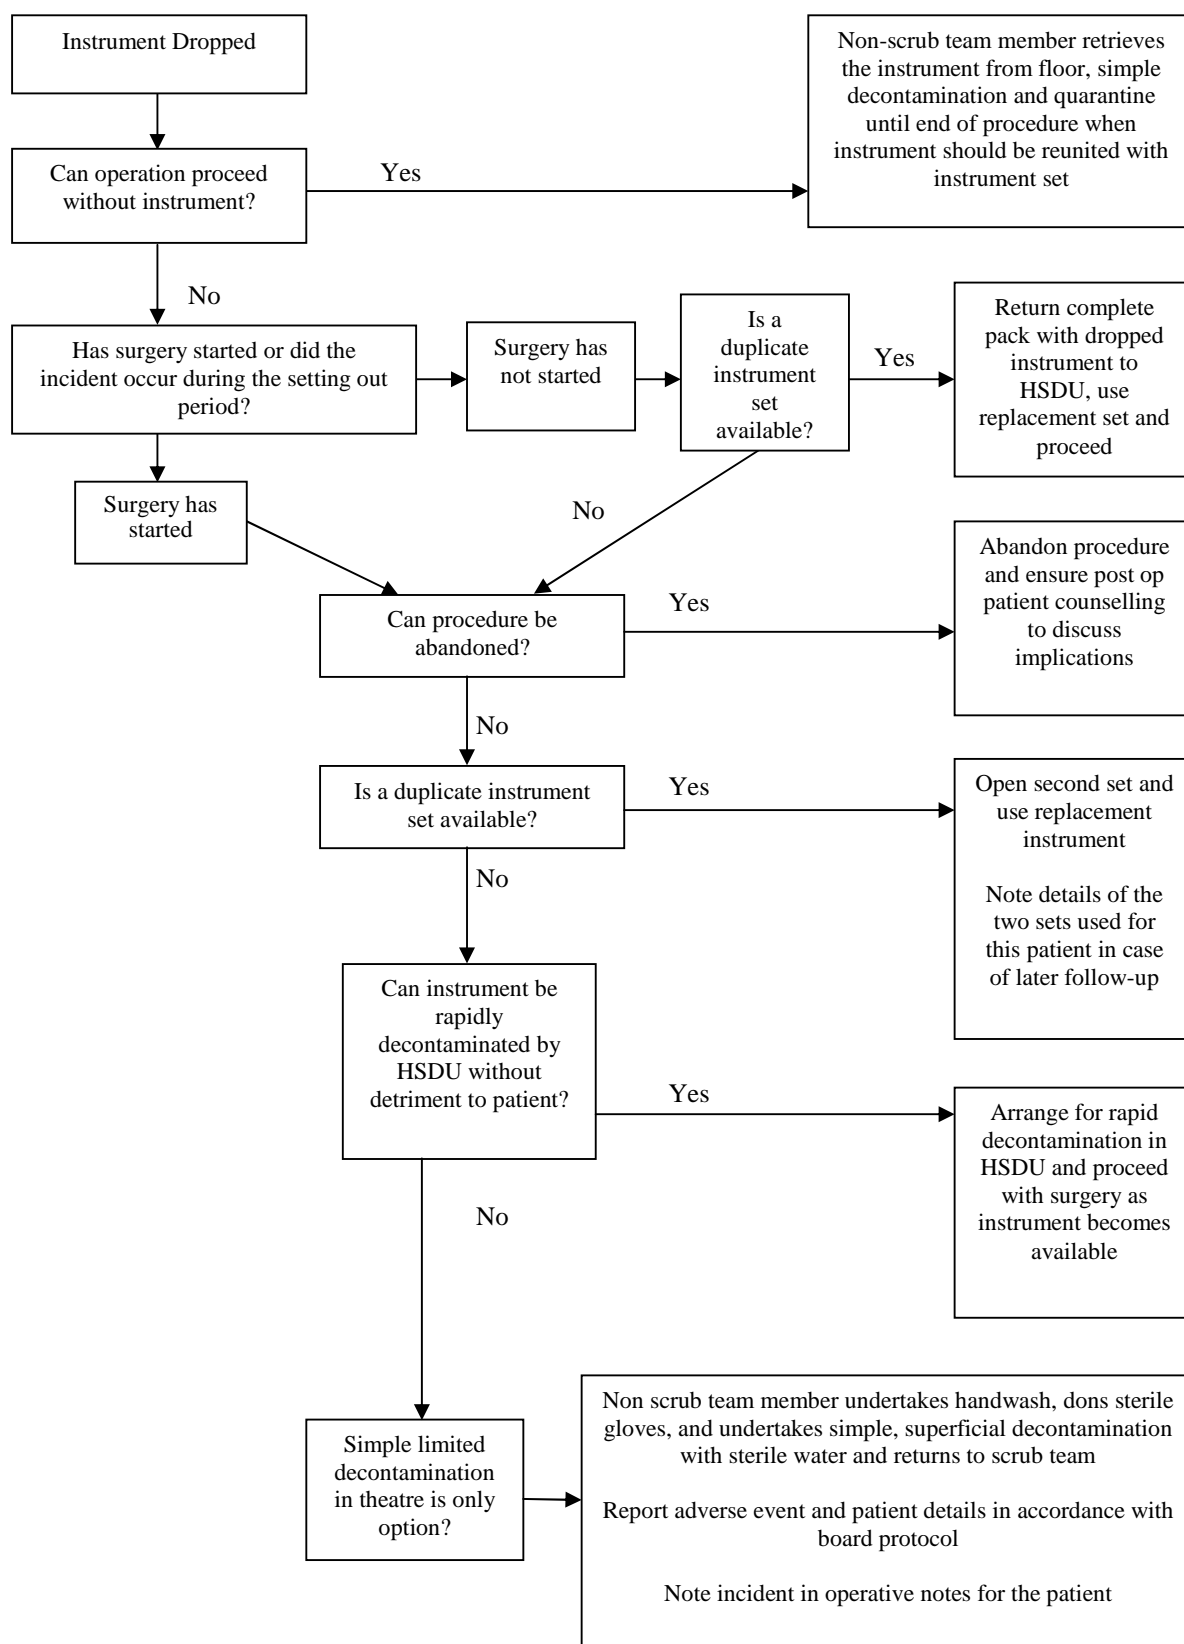 Instrument Dropped
Non-scrub team member retrieves
the instrument from floor, simple
decontamination and quarantine
until end of procedure when
instrument should be reunited with
instrument set
Can operation proceed
without instrument?
Yes
No
Has surgery started or did the
incident occur during the setting out
period?
Surgery has
not started
Is a
duplicate
instrument
set
available?
Yes
Return complete
pack with dropped
instrument to
HSDU, use
replacement set and
proceed
Surgery has
started
No
Can procedure be
abandoned?
Yes
Abandon procedure
and ensure post op
patient counselling
to discuss
implications
No
Is a duplicate instrument
set available?
Yes
Open second set and
use replacement
instrument
Note details of the
two sets used for
this patient in case
of later follow-up
No
Can instrument be
rapidly
decontaminated by
HSDU without
detriment to patient?
Yes
Arrange for rapid
decontamination in
HSDU and proceed
with surgery as
instrument becomes
available
No
Simple limited
decontamination
in theatre is only
option?
Non scrub team member undertakes handwash, dons sterile
gloves, and undertakes simple, superficial decontamination
with sterile water and returns to scrub team
Report adverse event and patient details in accordance with
board protocol
Note incident in operative notes for the patient